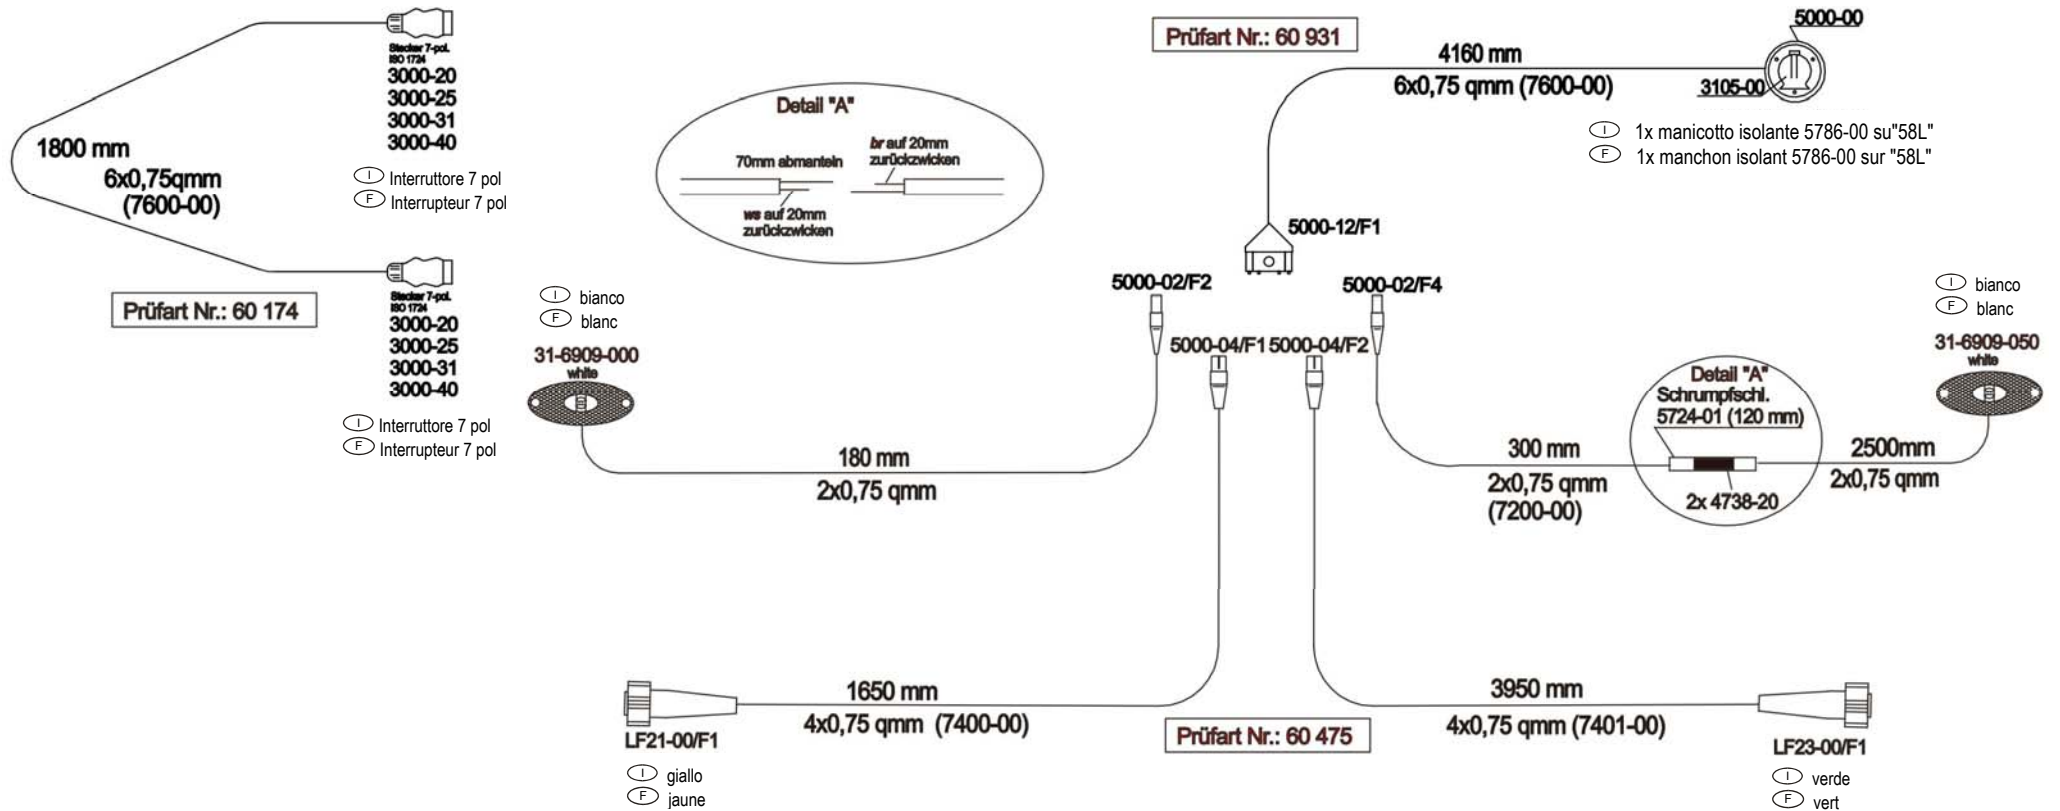 Stecker 7-pol.
ISO 1724
3000-20
3000-25
3000-31
3000-40
I Interruttore 7 pol
F Interrupteur 7 pol
1800 mm
6x0,75qmm
(7600-00)
Prüfart Nr.: 60 174
Stecker 7-pol.
ISO 1724
3000-20
3000-25
3000-31
3000-40
I Interruttore 7 pol
F Interrupteur 7 pol
Detail "A"
70mm abmanteln
br auf 20mm
zurückzwicken
ws auf 20mm
zurückzwicken
Prüfart Nr.: 60 931
4160 mm
6x0,75 qmm (7600-00)
5000-00
3105-00
I 1x manicotto isolante 5786-00 su"58L"
F 1x manchon isolant 5786-00 sur "58L"
5000-12/F1
I bianco
F blanc
31-6909-000
white
180 mm
2x0,75 qmm
5000-02/F2
5000-04/F1
5000-04/F2
5000-02/F4
300 mm
2x0,75 qmm
(7200-00)
Detail "A"
Schrumpfschl.
5724-01 (120 mm)
2x 4738-20
2500mm
2x0,75 qmm
I bianco
F blanc
31-6909-050
white
1650 mm
4x0,75 qmm (7400-00)
LF21-00/F1
I giallo
F jaune
Prüfart Nr.: 60 475
3950 mm
4x0,75 qmm (7401-00)
LF23-00/F1
I verde
F vert